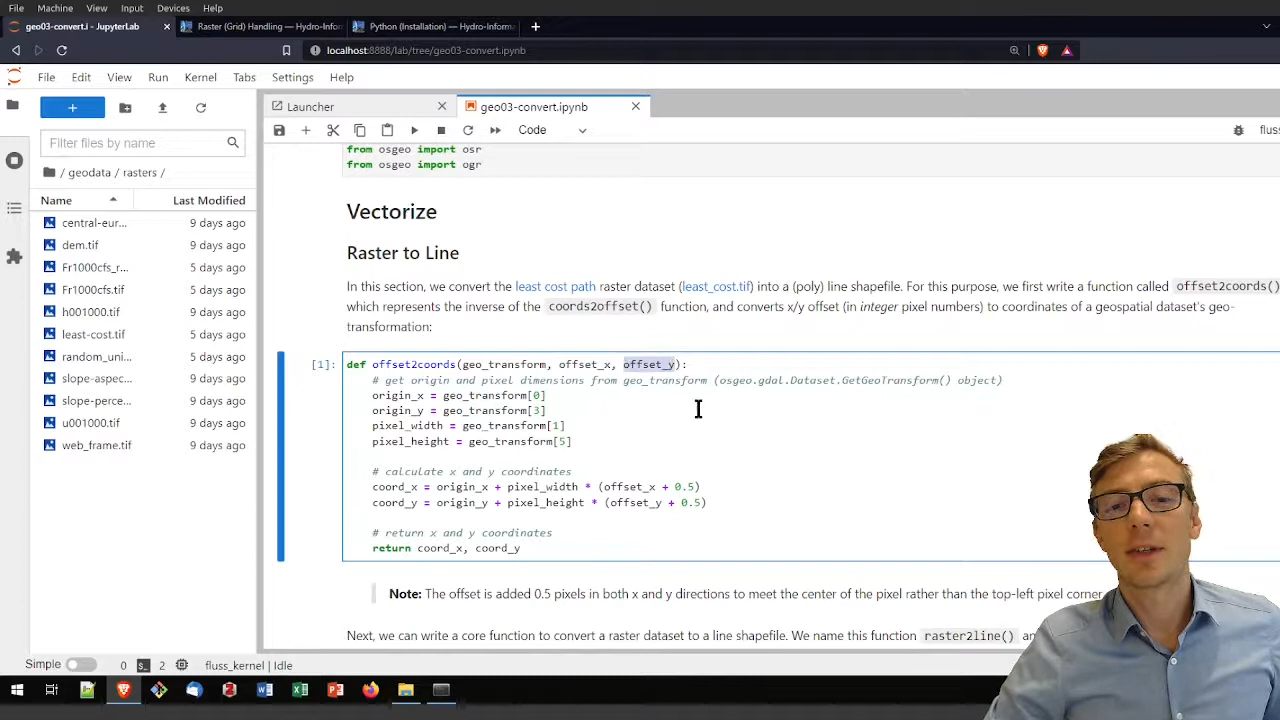 File Machine View Input Devices Help
geo03-convert.i - JupyterLab
Raster (Grid) Handling — Hydro-Infor
Python (Installation) — Hydro-Informa
localhost:8888/lab/tree/geo03-convert.ipynb
File Edit View Run Kernel Tabs Settings Help
Launcher
geo03-convert.ipynb
Code
fluss
Filter files by name
/ geodata / rasters /
Name Last Modified
central-eur... 9 days ago
dem.tif 9 days ago
Fr1000cfs_r... 5 days ago
Fr1000cfs.tif 5 days ago
h001000.tif 9 days ago
least-cost.tif 9 days ago
random_uni... 9 days ago
slope-aspec... 9 days ago
slope-perce... 9 days ago
u001000.tif 9 days ago
web_frame.tif 9 days ago
from osgeo import osr
from osgeo import ogr
Vectorize
Raster to Line
In this section, we convert the least cost path raster dataset (least_cost.tif) into a (poly) line shapefile. For this purpose, we first write a function called offset2coords()
which represents the inverse of the coords2offset() function, and converts x/y offset (in integer pixel numbers) to coordinates of a geospatial dataset's geo-
transformation:
[1]:
def offset2coords(geo_transform, offset_x, offset_y):
# get origin and pixel dimensions from geo_transform (osgeo.gdal.Dataset.GetGeoTransform() object)
origin_x = geo_transform[0]
origin_y = geo_transform[3]
pixel_width = geo_transform[1]
pixel_height = geo_transform[5]
# calculate x and y coordinates
coord_x = origin_x + pixel_width * (offset_x + 0.5)
coord_y = origin_y + pixel_height * (offset_y + 0.5)
# return x and y coordinates
return coord_x, coord_y
Note: The offset is added 0.5 pixels in both x and y directions to meet the center of the pixel rather than the top-left pixel corner
Next, we can write a core function to convert a raster dataset to a line shapefile. We name this function raster2line()
Simple 0 2 fluss_kernel | Idle